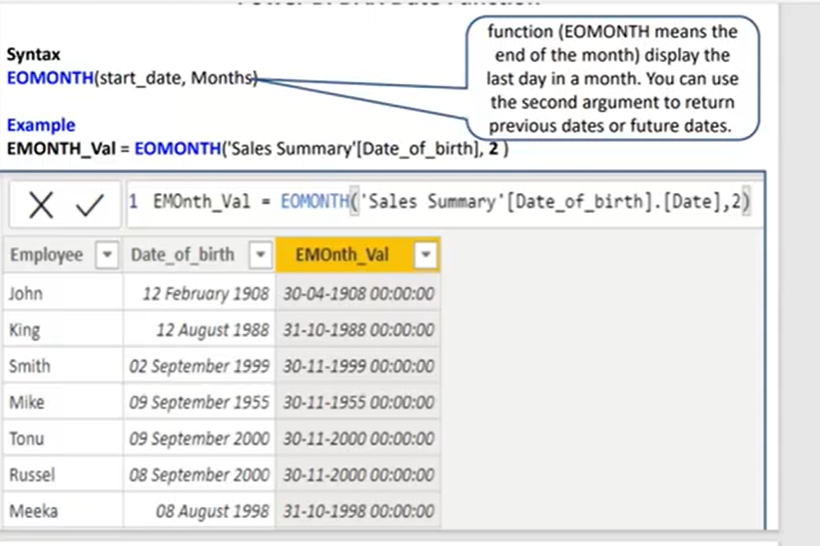 function (EOMONTH means the
end of the month) display the
last day in a month. You can use
the second argument to return
previous dates or future dates.
Syntax
EOMONTH(start_date, Months)
Example
EMONTH_Val = EOMONTH('Sales Summary'[Date_of_birth], 2 )
1 EMOnth_Val = EOMONTH('Sales Summary'[Date_of_birth].[Date],2)
Employee Date_of_birth EMOnth_Val
John 12 February 1908 30-04-1908 00:00:00
King 12 August 1988 31-10-1988 00:00:00
Smith 02 September 1999 30-11-1999 00:00:00
Mike 09 September 1955 30-11-1955 00:00:00
Tonu 09 September 2000 30-11-2000 00:00:00
Russel 08 September 2000 30-11-2000 00:00:00
Meeka 08 August 1998 31-10-1998 00:00:00